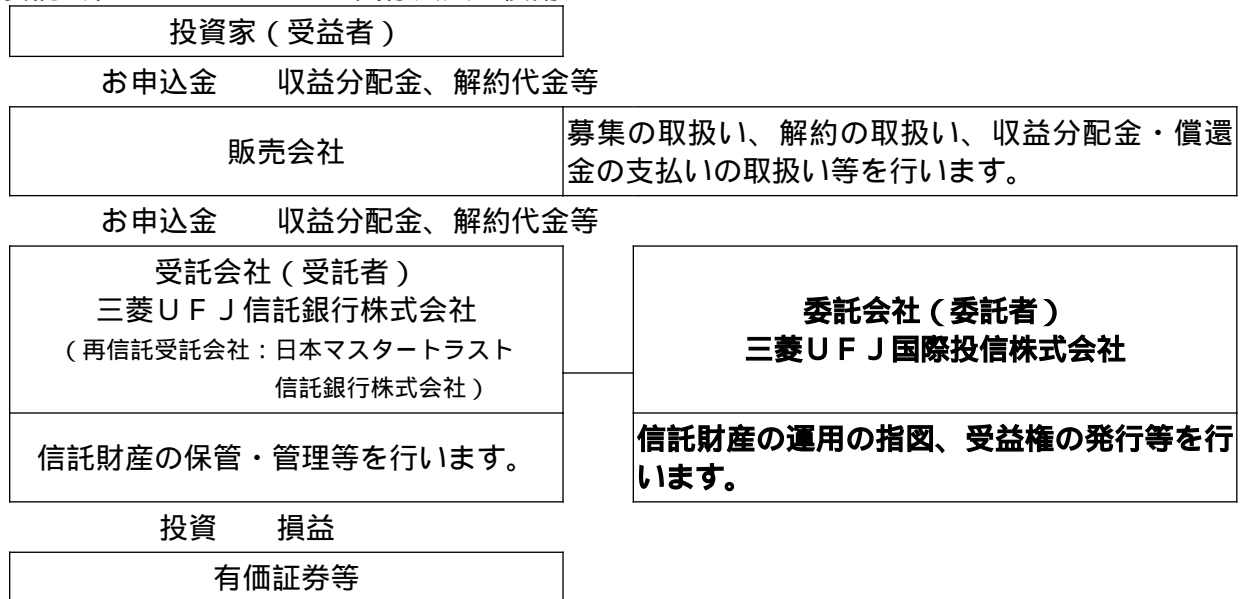 投資家(受益者)
お申込金　　収益分配金、解約代金等
販売会社
募集の取扱い、解約の取扱い、収益分配金・償還
金の支払いの取扱い等を行います。
お申込金　　収益分配金、解約代金等
受託会社(受託者)
三菱UFJ信託銀行株式会社
(再信託受託会社:日本マスタートラスト
信託銀行株式会社)
委託会社(委託者)
三菱UFJ国際投信株式会社
信託財産の保管・管理等を行います。
信託財産の運用の指図、受益権の発行等を行
います。
投資　　損益
有価証券等